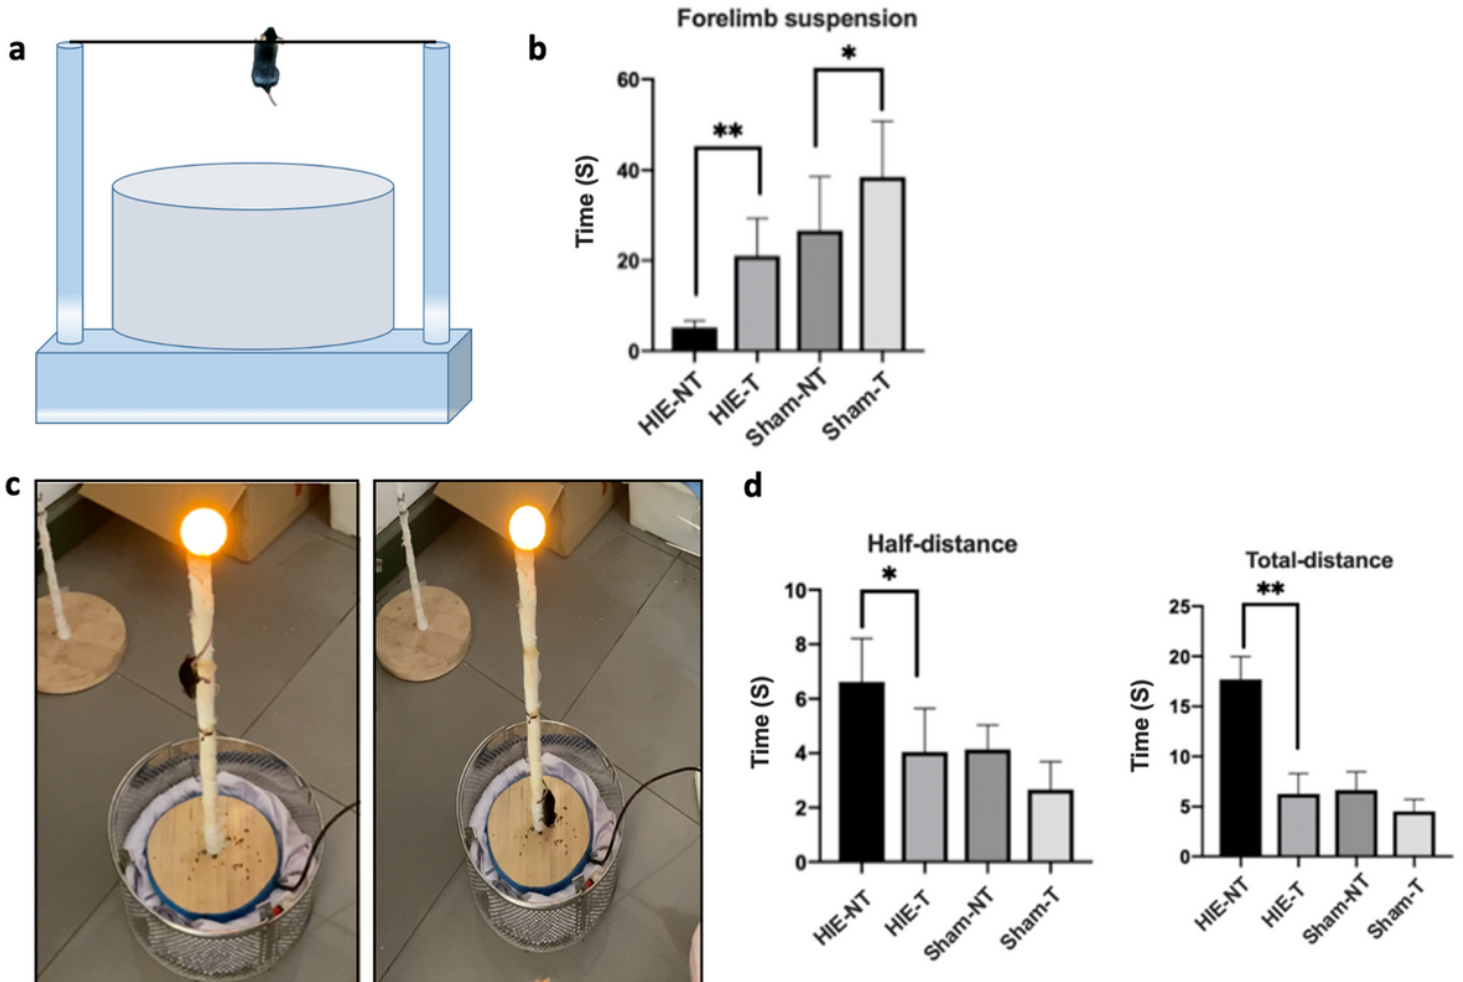 a
b
Forelimb suspension
*
**
60
40
20
0
Time (S)
HIE-NT
HIE-T
Sham-NT
Sham-T
c
d
Half-distance
*
10
8
6
4
2
0
Time (S)
HIE-NT
HIE-T
Sham-NT
Sham-T
Total-distance
**
25
20
15
10
5
0
Time (S)
HIE-NT
HIE-T
Sham-NT
Sham-T